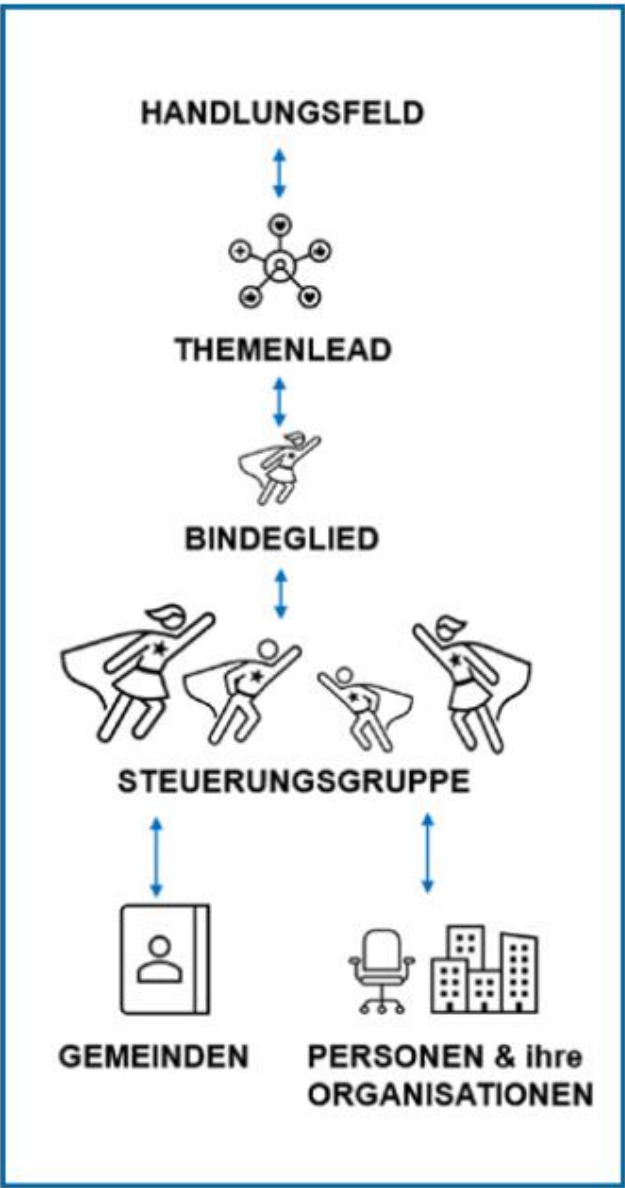 HANDLUNGSFELD
THEMENLEAD
BINDEGLIED
STEUERUNGSGRUPPE
GEMEINDEN
PERSONEN & ihre
ORGANISATIONEN